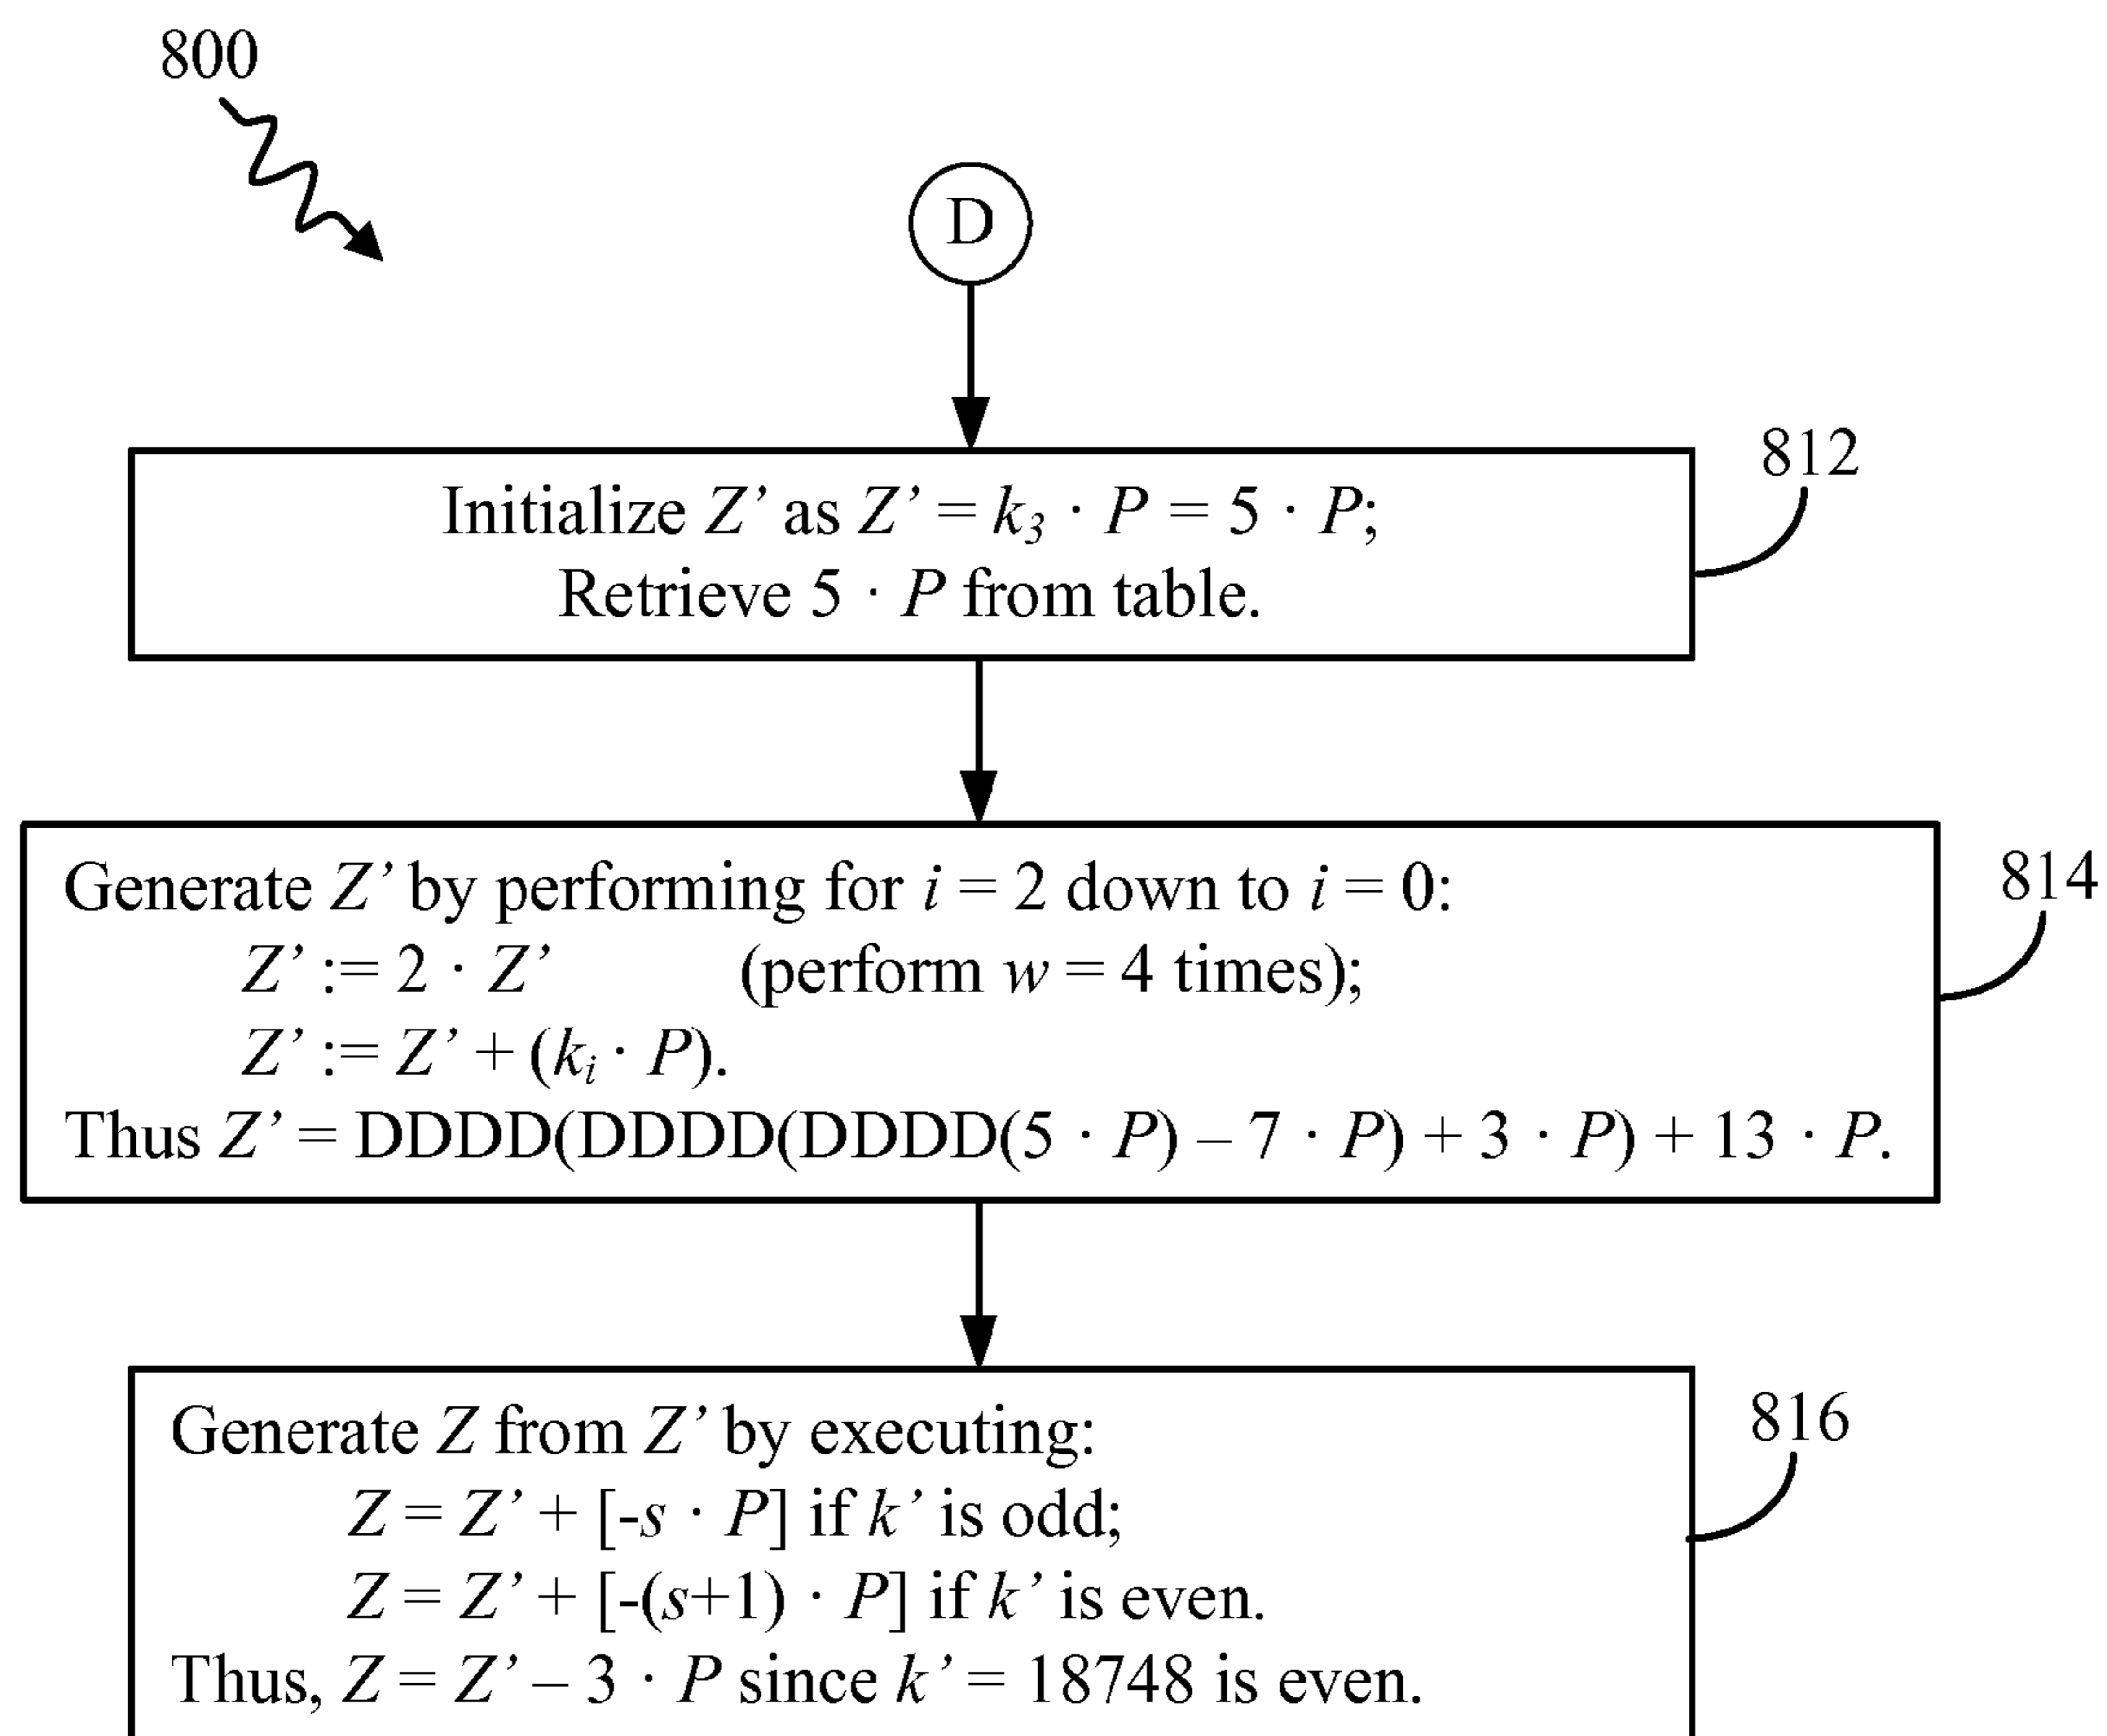 800
D
812
Initialize Z’ as Z’ = k₃ · P = 5 · P;
Retrieve 5 · P from table.
814
Generate Z’ by performing for i = 2 down to i = 0:
Z’ := 2 · Z’ (perform w = 4 times);
Z’ := Z’ + (kᵢ · P).
Thus Z’ = DDDD(DDDD(DDDD(5 · P) – 7 · P) + 3 · P) + 13 · P.
816
Generate Z from Z’ by executing:
Z = Z’ + [-s · P] if k’ is odd;
Z = Z’ + [-(s+1) · P] if k’ is even.
Thus, Z = Z’ – 3 · P since k’ = 18748 is even.